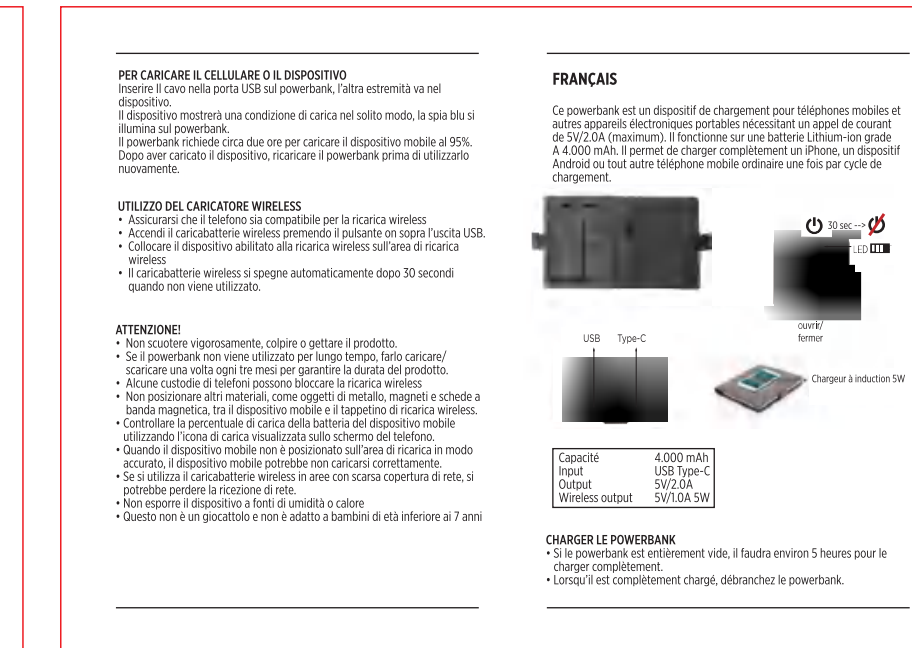 PER CARICARE IL CELLULARE O IL DISPOSITIVO
Inserire Il cavo nella porta USB sul powerbank, l'altra estremità va nel
dispositivo.
Il dispositivo mostrerà una condizione di carica nel solito modo, la spia blu si
illumina sul powerbank.
Il powerbank richiede circa due ore per caricare il dispositivo mobile al 95%.
Dopo aver caricato il dispositivo, ricaricare il powerbank prima di utilizzarlo
nuovamente.
UTILIZZO DEL CARICATORE WIRELESS
• Assicurarsi che il telefono sia compatibile per la ricarica wireless
• Accendi il caricabatterie wireless premendo il pulsante on sopra l'uscita USB.
• Collocare il dispositivo abilitato alla ricarica wireless sull'area di ricarica
wireless
• Il caricabatterie wireless si spegne automaticamente dopo 30 secondi
quando non viene utilizzato.
ATTENZIONE!
• Non scuotere vigorosamente, colpire o gettare il prodotto.
• Se il powerbank non viene utilizzato per lungo tempo, farlo caricare/
scaricare una volta ogni tre mesi per garantire la durata del prodotto.
• Alcune custodie di telefoni possono bloccare la ricarica wireless
• Non posizionare altri materiali, come oggetti di metallo, magneti e schede a
banda magnetica, tra il dispositivo mobile e il tappetino di ricarica wireless.
• Controllare la percentuale di carica della batteria del dispositivo mobile
utilizzando l'icona di carica visualizzata sullo schermo del telefono.
• Quando il dispositivo mobile non è posizionato sull'area di ricarica in modo
accurato, il dispositivo mobile potrebbe non caricarsi correttamente.
• Se si utilizza il caricabatterie wireless in aree con scarsa copertura di rete, si
potrebbe perdere la ricezione di rete.
• Non esporre il dispositivo a fonti di umidità o calore
• Questo non è un giocattolo e non è adatto a bambini di età inferiore ai 7 anni
FRANÇAIS
Ce powerbank est un dispositif de chargement pour téléphones mobiles et
autres appareils électroniques portables nécessitant un appel de courant
de 5V/2.0A (maximum). Il fonctionne sur une batterie Lithium-ion grade
A 4.000 mAh. Il permet de charger complètement un iPhone, un dispositif
Android ou tout autre téléphone mobile ordinaire une fois par cycle de
chargement.
30 sec -->
LED
ouvrir/
fermer
USB Type-C
Chargeur à induction 5W
Capacité 4.000 mAh
Input USB Type-C
Output 5V/2.0A
Wireless output 5V/1.0A 5W
CHARGER LE POWERBANK
• Si le powerbank est entièrement vide, il faudra environ 5 heures pour le
charger complètement.
• Lorsqu'il est complètement chargé, débranchez le powerbank.